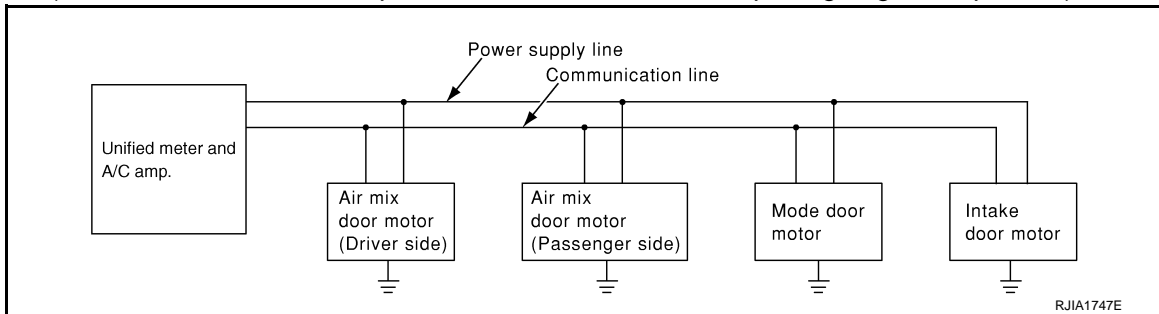 Power supply line
Communication line
Unified meter and
A/C amp.
Air mix
door motor
(Driver side)
Air mix
door motor
(Passenger side)
Mode door
motor
Intake
door motor
RJIA1747E